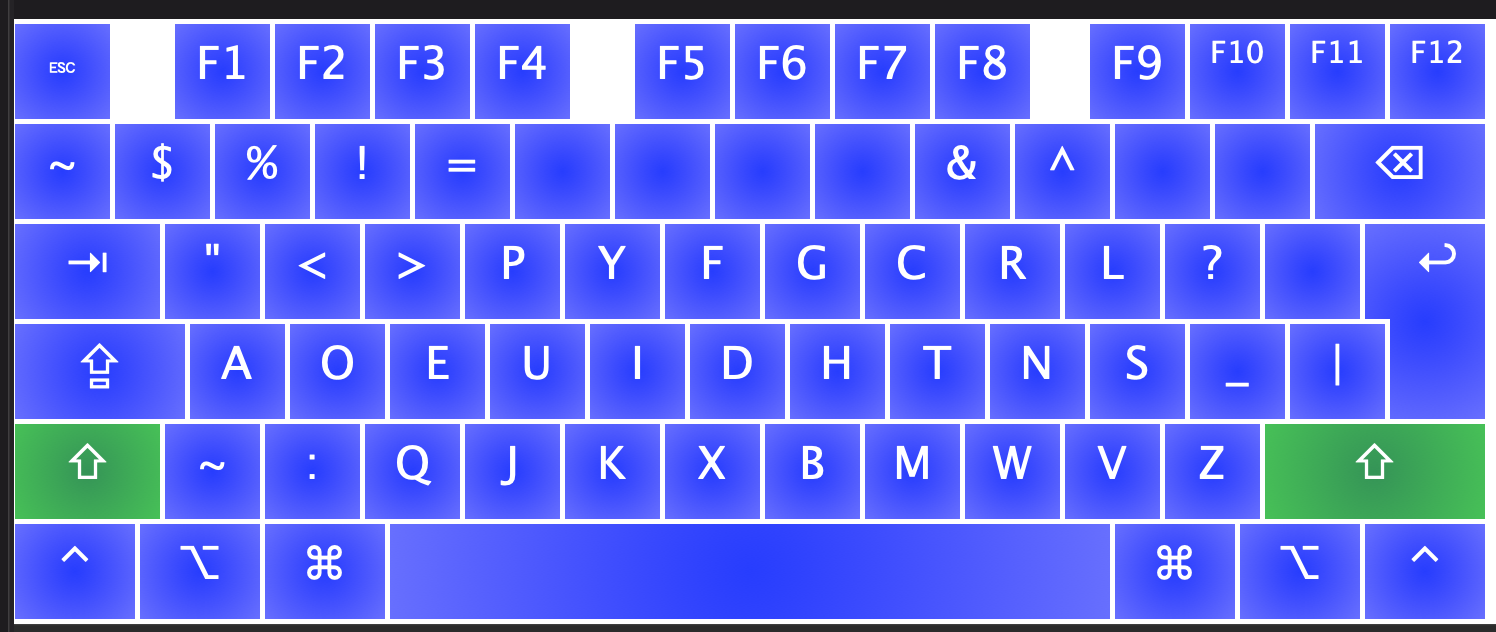 ESC F1 F2 F3 F4 F5 F6 F7 F8 F9 F10 F11 F12
~ $ % ! = & ^ ⌫
⇥ " < > P Y F G C R L ? ↩
⇪ A O E U I D H T N S _ |
⇧ ~ : Q J K X B M W V Z ⇧
^ ⌥ ⌘ ⌘ ⌥ ^